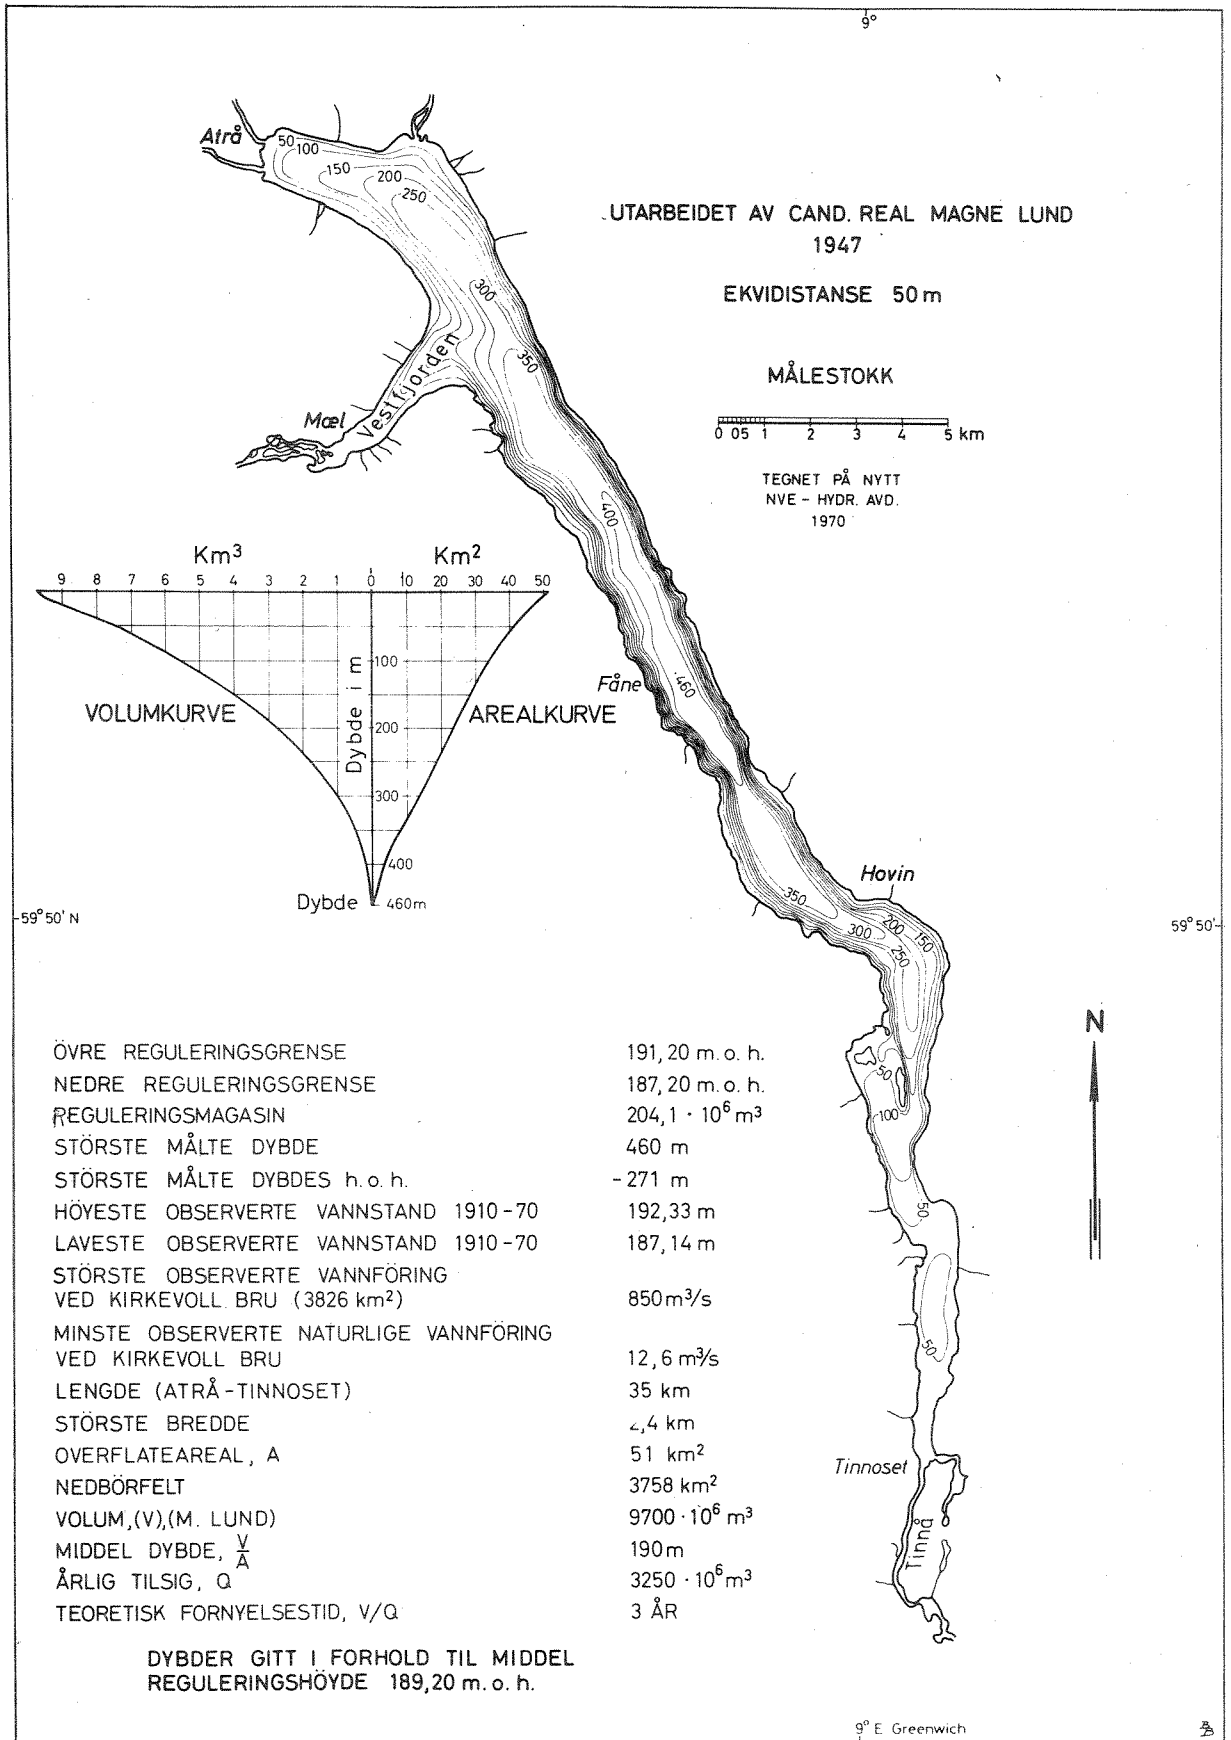 9°
Atrå
50
100
150
200
250
UTARBEIDET AV CAND. REAL MAGNE LUND
1947
EKVIDISTANSE 50 m
300
350
Vestfjorden
MÅLESTOKK
Mæl
0 05 1 2 3 4 5 km
TEGNET PÅ NYTT
NVE - HYDR. AVD.
1970
400
Km³ Km²
9 8 7 6 5 4 3 2 1 0 10 20 30 40 50
100
Fåne
460
VOLUMKURVE
Dybde i m
AREALKURVE
200
300
400
Dybde 460m
Hovin
350
300
200
150
250
59° 50' N
59° 50'
N
50
100
50
50
ÖVRE REGULERINGSGRENSE 191,20 m.o.h.
NEDRE REGULERINGSGRENSE 187,20 m.o.h.
REGULERINGSMAGASIN 204,1 · 10⁶ m³
STÖRSTE MÅLTE DYBDE 460 m
STÖRSTE MÅLTE DYBDES h.o.h. -271 m
HÖYESTE OBSERVERTE VANNSTAND 1910-70 192,33 m
LAVESTE OBSERVERTE VANNSTAND 1910-70 187,14 m
STÖRSTE OBSERVERTE VANNFÖRING
VED KIRKEVOLL BRU (3826 km²) 850 m³/s
MINSTE OBSERVERTE NATURLIGE VANNFÖRING
VED KIRKEVOLL BRU 12,6 m³/s
LENGDE (ATRÅ-TINNOSET) 35 km
STÖRSTE BREDDE 2,4 km
OVERFLATEAREAL, A 51 km²
NEDBÖRFELT 3758 km²
VOLUM,(V),(M. LUND) 9700 · 10⁶ m³
MIDDEL DYBDE, V/A 190 m
ÅRLIG TILSIG, Q 3250 · 10⁶ m³
TEORETISK FORNYELSESTID, V/Q 3 ÅR
Tinnoset
Tinnå
DYBDER GITT I FORHOLD TIL MIDDEL
REGULERINGSHÖYDE 189,20 m.o.h.
9° E Greenwich